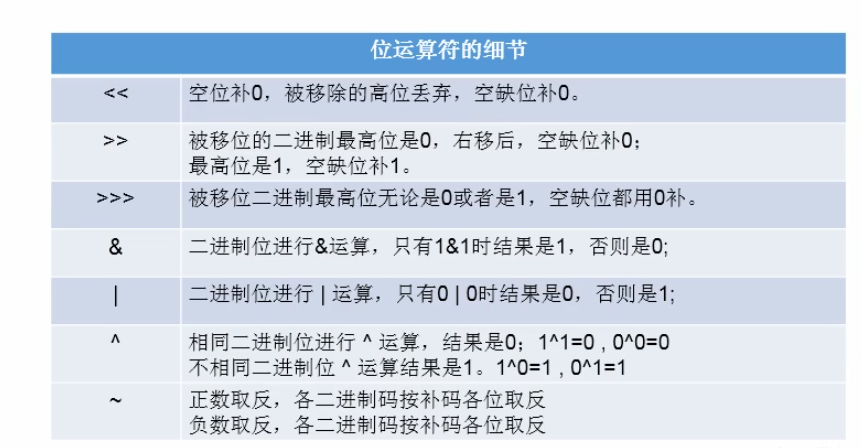 位运算符的细节
<< 空位补0，被移除的高位丢弃，空缺位补0。
>> 被移位的二进制最高位是0，右移后，空缺位补0；
最高位是1，空缺位补1。
>>> 被移位二进制最高位无论是0或者是1，空缺位都用0补。
& 二进制位进行&运算，只有1&1时结果是1，否则是0;
| 二进制位进行 | 运算，只有0 | 0时结果是0，否则是1;
^ 相同二进制位进行 ^ 运算，结果是0；1^1=0 , 0^0=0
不相同二进制位 ^ 运算结果是1。1^0=1 , 0^1=1
~ 正数取反，各二进制码按补码各位取反
负数取反，各二进制码按补码各位取反